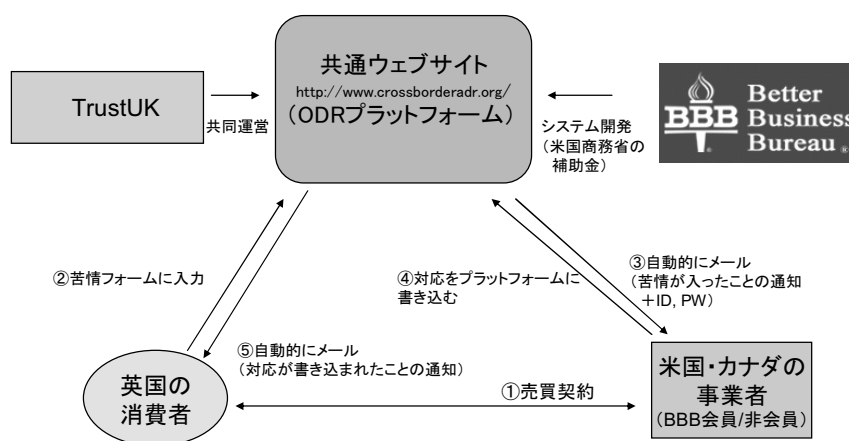 共通ウェブサイト
http://www.crossborderadr.org/
(ODRプラットフォーム)
TrustUK
共同運営
システム開発
(米国商務省の
補助金)
BBB
Better
Business
Bureau
®
②苦情フォームに入力
④対応をプラットフォームに
書き込む
③自動的にメール
(苦情が入ったことの通知
+ID, PW)
⑤自動的にメール
(対応が書き込まれたことの通知)
英国の
消費者
①売買契約
米国・カナダの
事業者
(BBB会員/非会員)